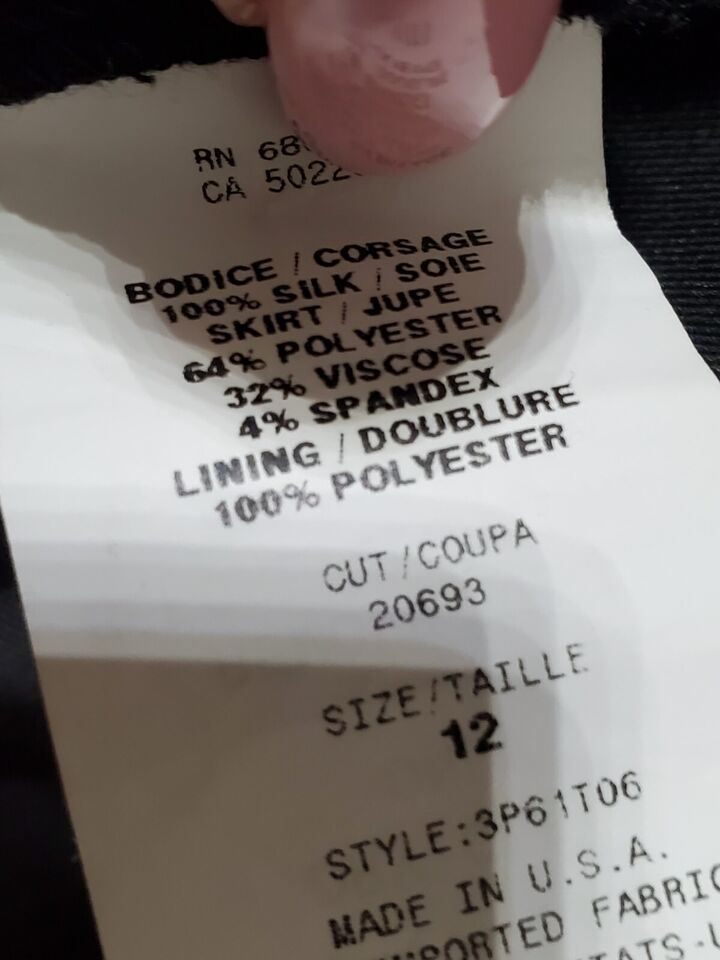 RN 68
CA 5022
BODICE / CORSAGE
100% SILK / SOIE
SKIRT / JUPE
64% POLYESTER
32% VISCOSE
4% SPANDEX
LINING / DOUBLURE
100% POLYESTER
CUT/COUPA
20693
SIZE/TAILLE
12
STYLE:3P61T06
MADE IN U.S.A.